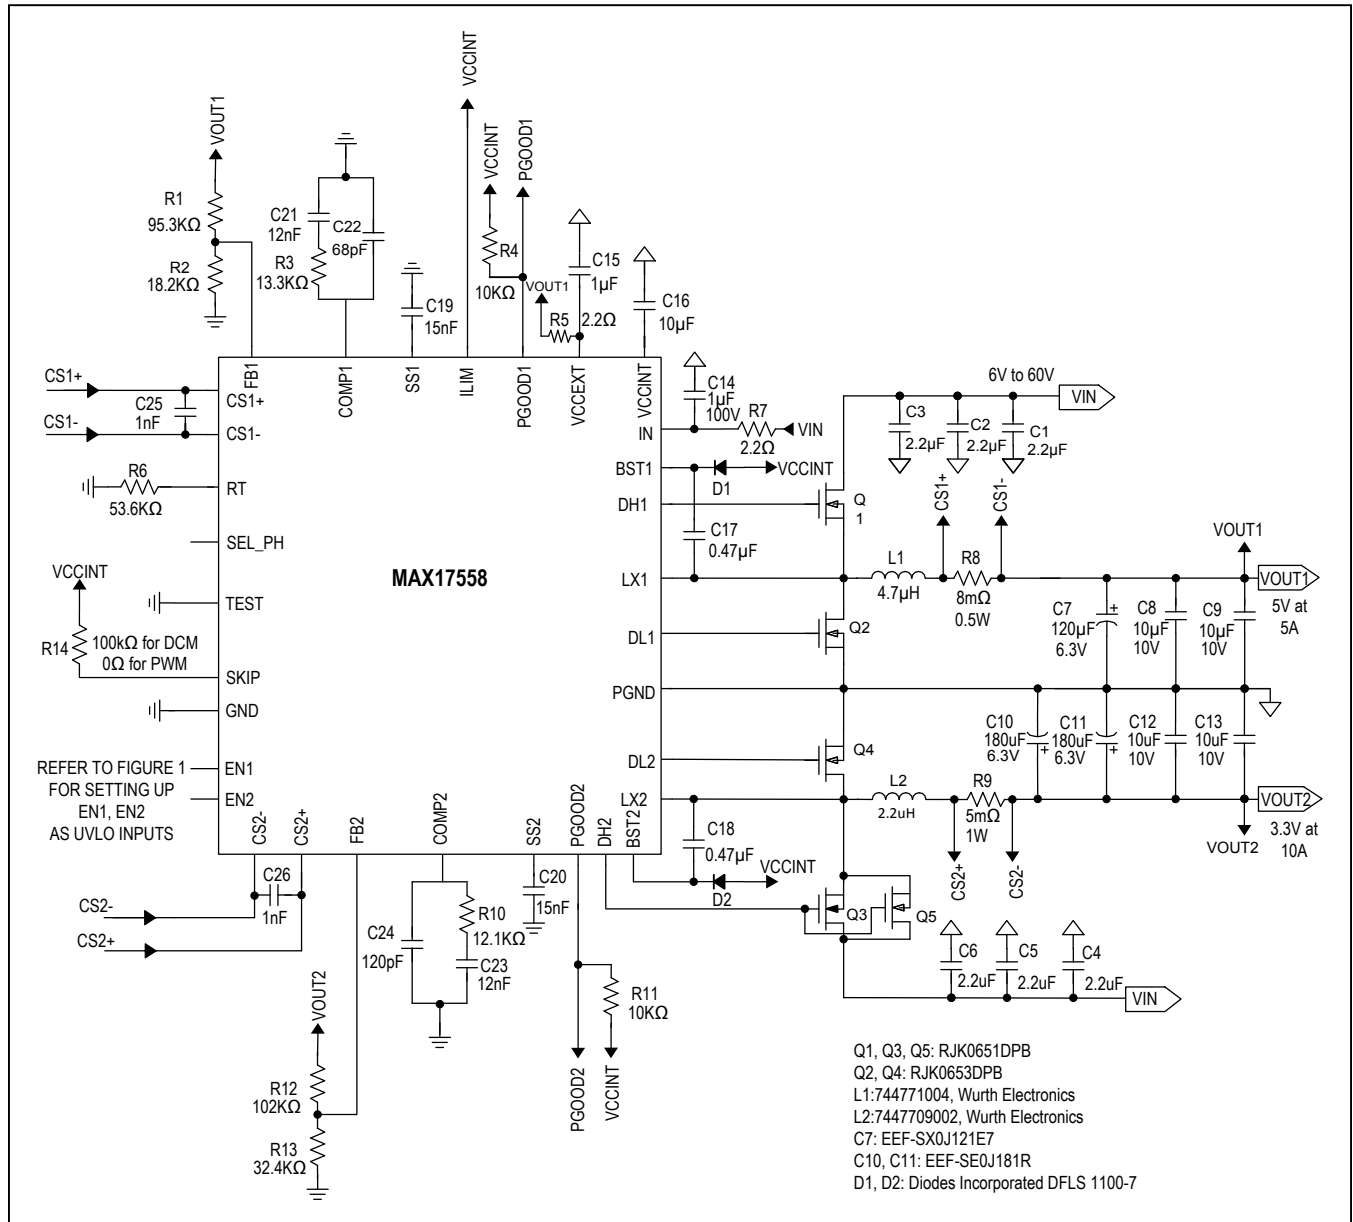 VOUT1
R1
95.3KΩ
R2
18.2KΩ
C21
12nF
R3
13.3KΩ
C22
68pF
C19
15nF
VCCINT
VCCINT
PGOOD1
R4
10KΩ
VOUT1
R5
2.2Ω
C15
1µF
C16
10µF
FB1
COMP1
SS1
ILIM
PGOOD1
VCCEXT
VCCINT
CS1+
CS1-
C25
1nF
CS1+
CS1-
R6
53.6KΩ
RT
SEL_PH
VCCINT
TEST
R14
100kΩ for DCM
0Ω for PWM
SKIP
GND
REFER TO FIGURE 1
FOR SETTING UP
EN1, EN2
AS UVLO INPUTS
EN1
EN2
MAX17558
IN
BST1
DH1
LX1
DL1
PGND
DL2
LX2
C14
1µF
100V
R7
2.2Ω
VIN
VCCINT
D1
C17
0.47µF
6V to 60V
VIN
C3
2.2µF
C2
2.2µF
C1
2.2µF
Q
1
CS1+
CS1-
L1
4.7µH
R8
8mΩ
0.5W
VOUT1
VOUT1
5V at
5A
C7
120µF
6.3V
+
C8
10µF
10V
C9
10µF
10V
Q2
C10
180uF
6.3V
+
C11
180uF
6.3V
+
C12
10uF
10V
C13
10uF
10V
Q4
L2
2.2uH
R9
5mΩ
1W
VOUT2
3.3V at
10A
VOUT2
CS2+
CS2-
C18
0.47µF
VCCINT
D2
Q3
Q5
C6
2.2uF
C5
2.2uF
C4
2.2uF
VIN
CS2-
CS2+
FB2
COMP2
SS2
PGOOD2
DH2
BST2
C26
1nF
CS2-
CS2+
C24
120pF
R10
12.1KΩ
C23
12nF
C20
15nF
R11
10KΩ
PGOOD2
VCCINT
VOUT2
R12
102KΩ
R13
32.4KΩ
Q1, Q3, Q5: RJK0651DPB
Q2, Q4: RJK0653DPB
L1:744771004, Wurth Electronics
L2:7447709002, Wurth Electronics
C7: EEF-SX0J121E7
C10, C11: EEF-SE0J181R
D1, D2: Diodes Incorporated DFLS 1100-7